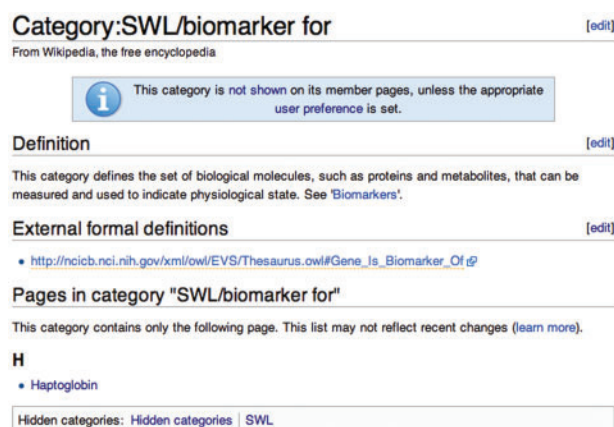 Category:SWL/biomarker for [edit]
From Wikipedia, the free encyclopedia
This category is not shown on its member pages, unless the appropriate
user preference is set.
Definition [edit]
This category defines the set of biological molecules, such as proteins and metabolites, that can be
measured and used to indicate physiological state. See 'Biomarkers'.
External formal definitions [edit]
• http://ncicb.nci.nih.gov/xml/owl/EVS/Thesaurus.owl#Gene_Is_Biomarker_Of
Pages in category "SWL/biomarker for"
This category contains only the following page. This list may not reflect recent changes (learn more).
H
• Haptoglobin
Hidden categories: Hidden categories | SWL